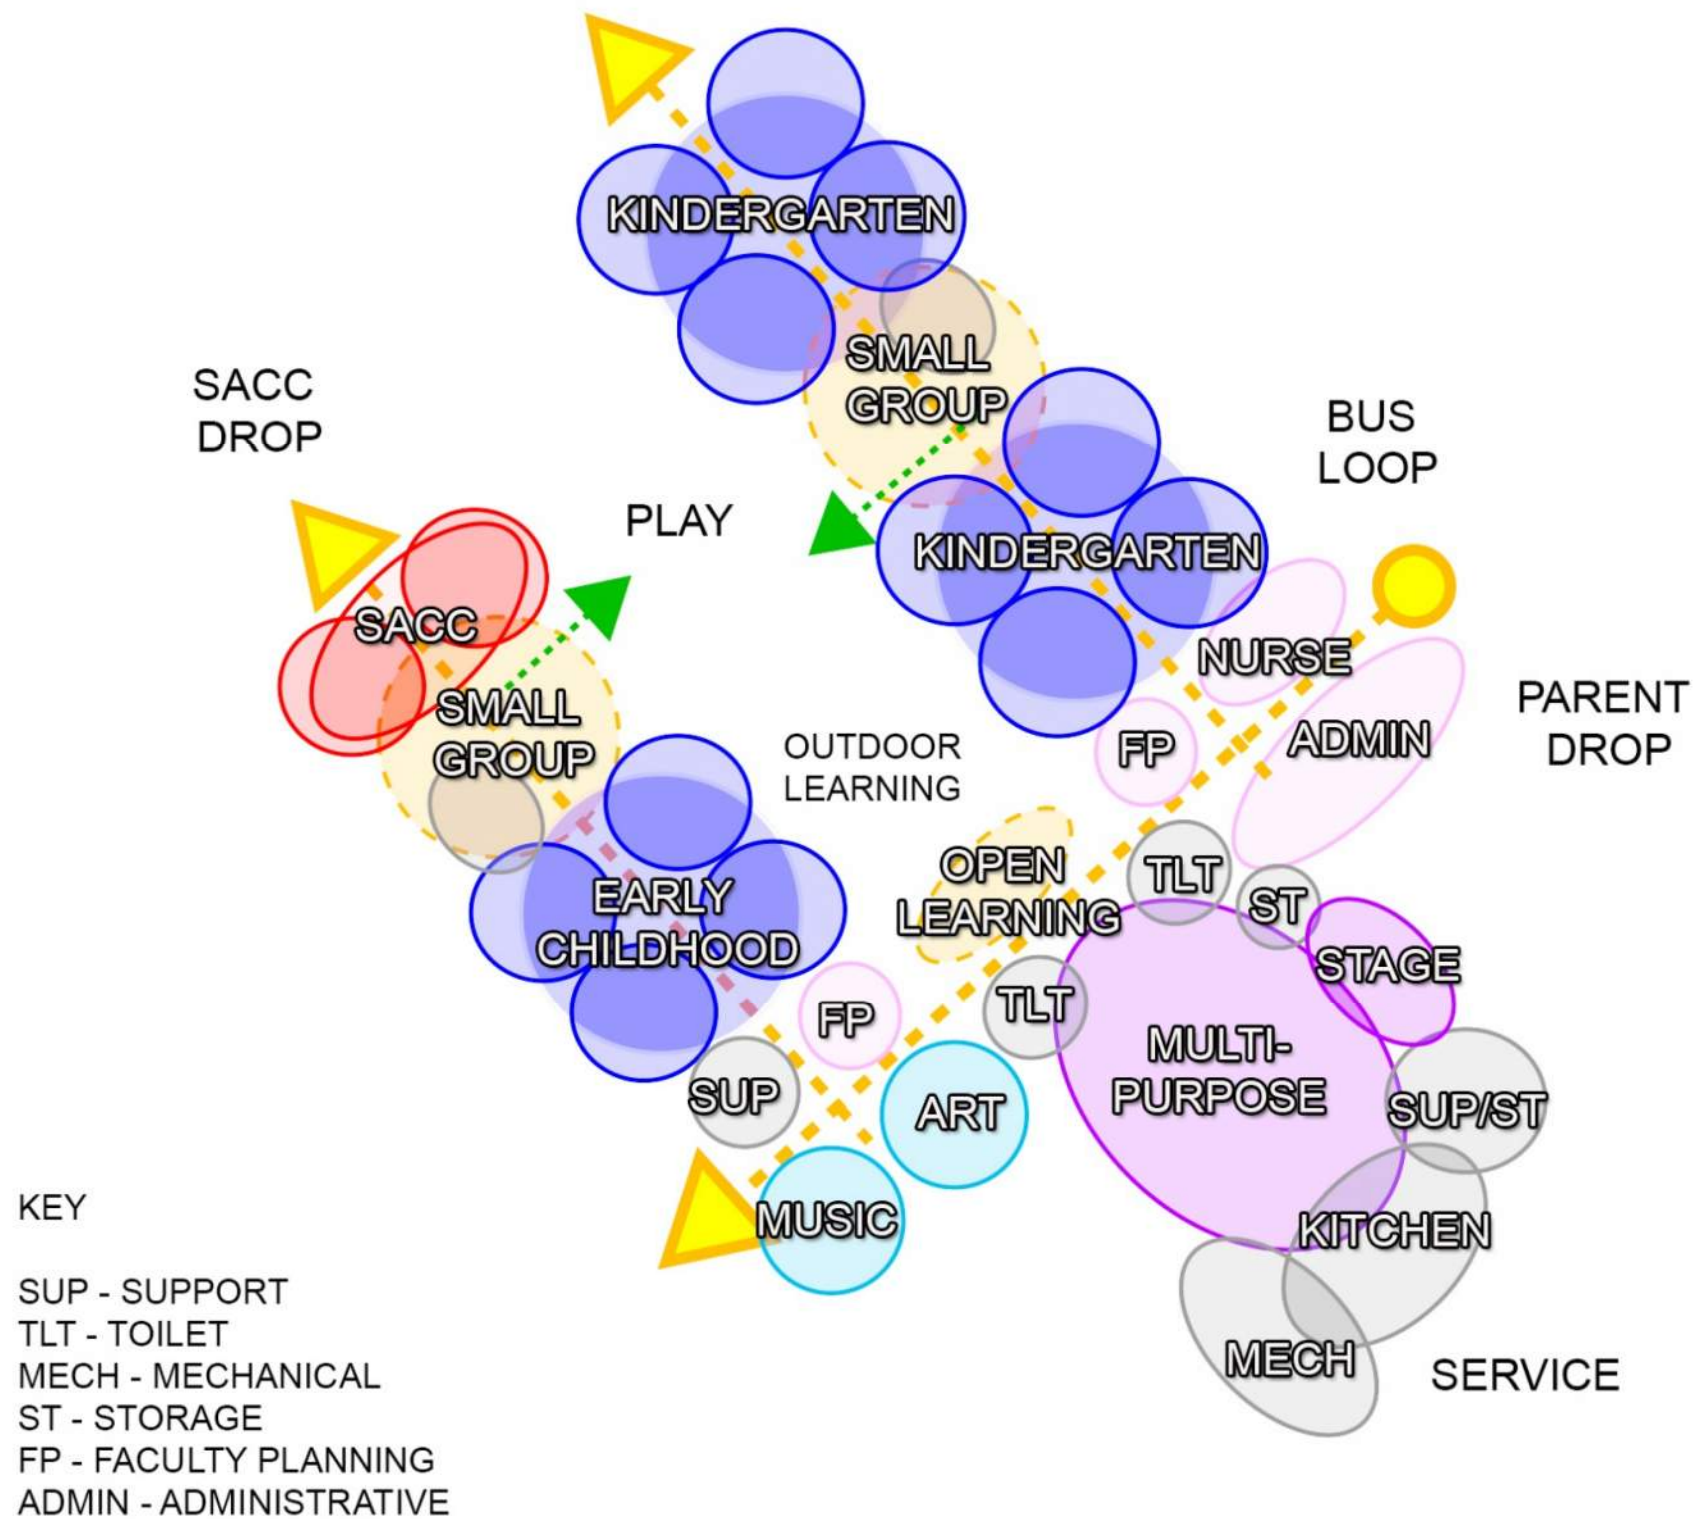 KINDERGARTEN
SMALL
GROUP
SACC
DROP
BUS
LOOP
PLAY
KINDERGARTEN
SACC
NURSE
SMALL
GROUP
PARENT
DROP
OUTDOOR
LEARNING
FP
ADMIN
OPEN
LEARNING
TLT
ST
EARLY
CHILDHOOD
STAGE
FP
TLT
MULTI-
PURPOSE
SUP
ART
SUP/ST
MUSIC
KITCHEN
MECH
SERVICE
KEY
SUP - SUPPORT
TLT - TOILET
MECH - MECHANICAL
ST - STORAGE
FP - FACULTY PLANNING
ADMIN - ADMINISTRATIVE